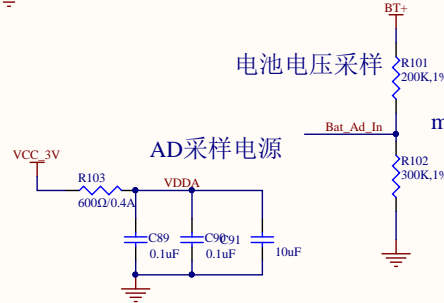 BT+
电池电压采样
R101
200K,1%
Bat_Ad_In
m
AD采样电源
VCC_3V
R103
600Ω/0.4A
VDDA
R102
300K,1%
C89
0.1uF
C90
0.1uF
C91
10uF